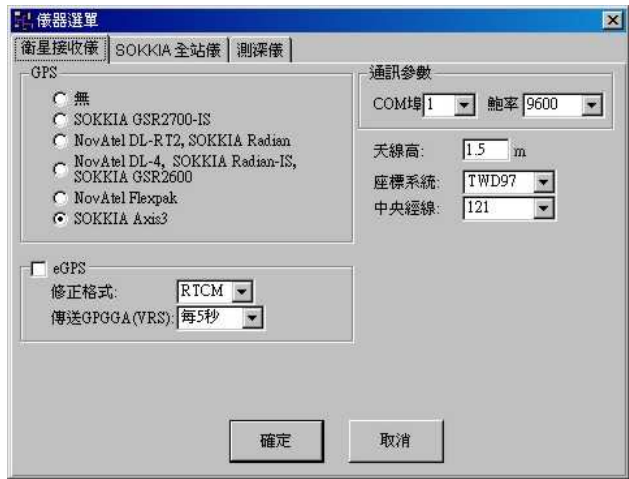 儀器選單
衛星接收儀 SOKKIA 全站儀 測深儀
GPS
無
SOKKIA GSR2700-IS
NovAtel DL-RT2, SOKKIA Radian
NovAtel DL-4, SOKKIA Radian-IS,
SOKKIA GSR2600
NovAtel Flexpak
SOKKIA Axis3
通訊參數
COM埠 1 鮑率 9600
天線高: 1.5 m
座標系統: TWD97
中央經線: 121
eGPS
修正格式: RTCM
傳送GPGGA(VRS): 每5秒
確定 取消